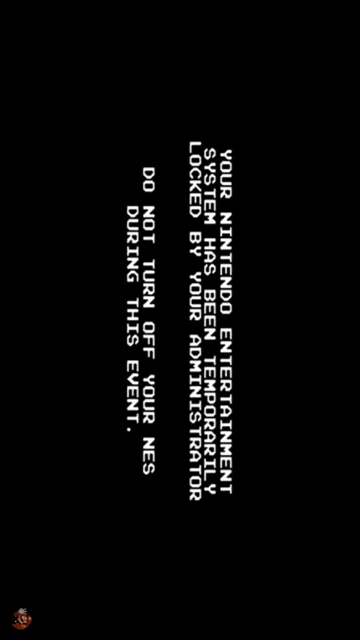 YOUR NINTENDO ENTERTAINMENT
SYSTEM HAS BEEN TEMPORARILY
LOCKED BY YOUR ADMINISTRATOR
DO NOT TURN OFF YOUR NES
DURING THIS EVENT.